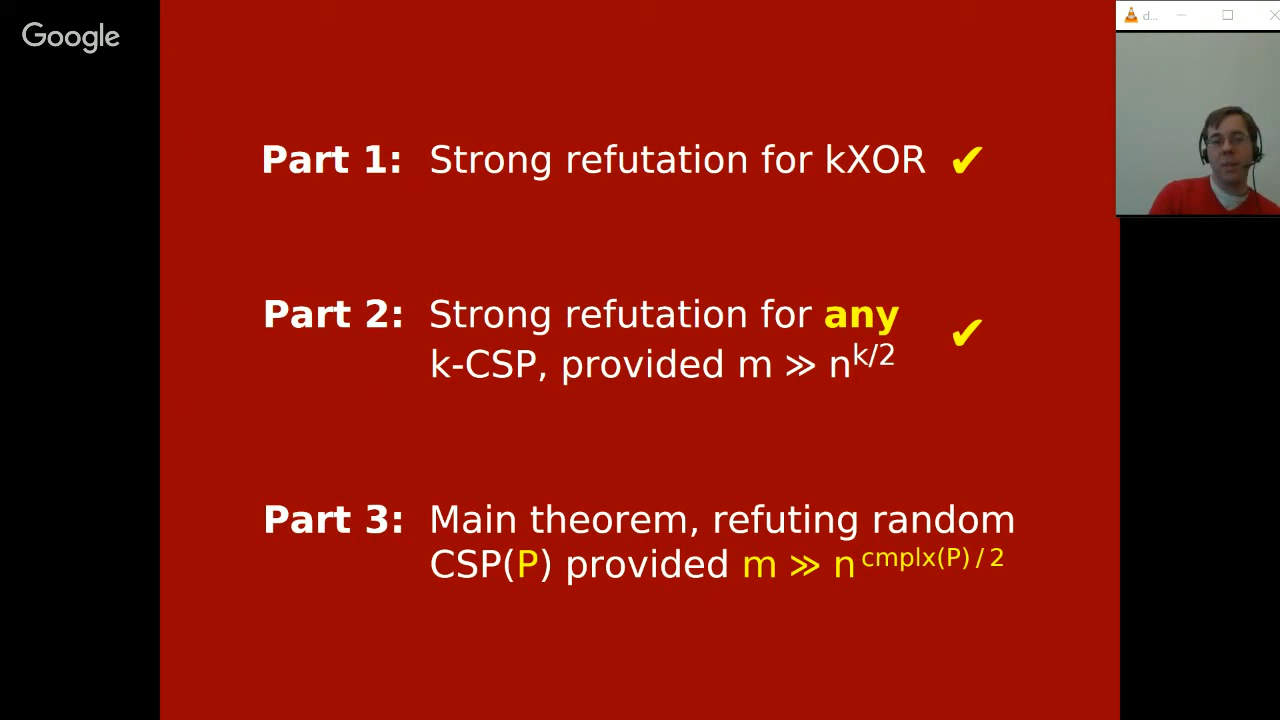 Google
d...
Part 1: Strong refutation for kXOR ✔
Part 2: Strong refutation for any
k-CSP, provided m ≫ n^{k/2} ✔
Part 3: Main theorem, refuting random
CSP(P) provided m ≫ n^{cmplx(P) / 2}